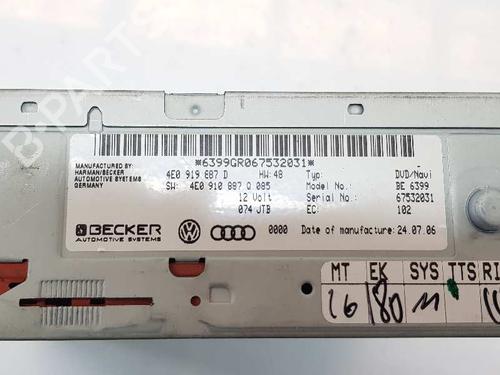 *6399GR067532031*
MANUFACTURED BY:
HARMAN/BECKER
AUTOMOTIVE SYSTEMS
GERMANY
4E0 919 887 D HW:48 Typ: DVD/Navi
SW: 4E0 910 887 Q 085 Model No.: BE 6399
12 Volt Serial No.: 67532031
074 JTB EC: 102
BECKER
AUTOMOTIVE SYSTEMS
0000 Date of manufacture: 24.07.06
MT EK SYS TTS RI
16 80 M
B-PARTS